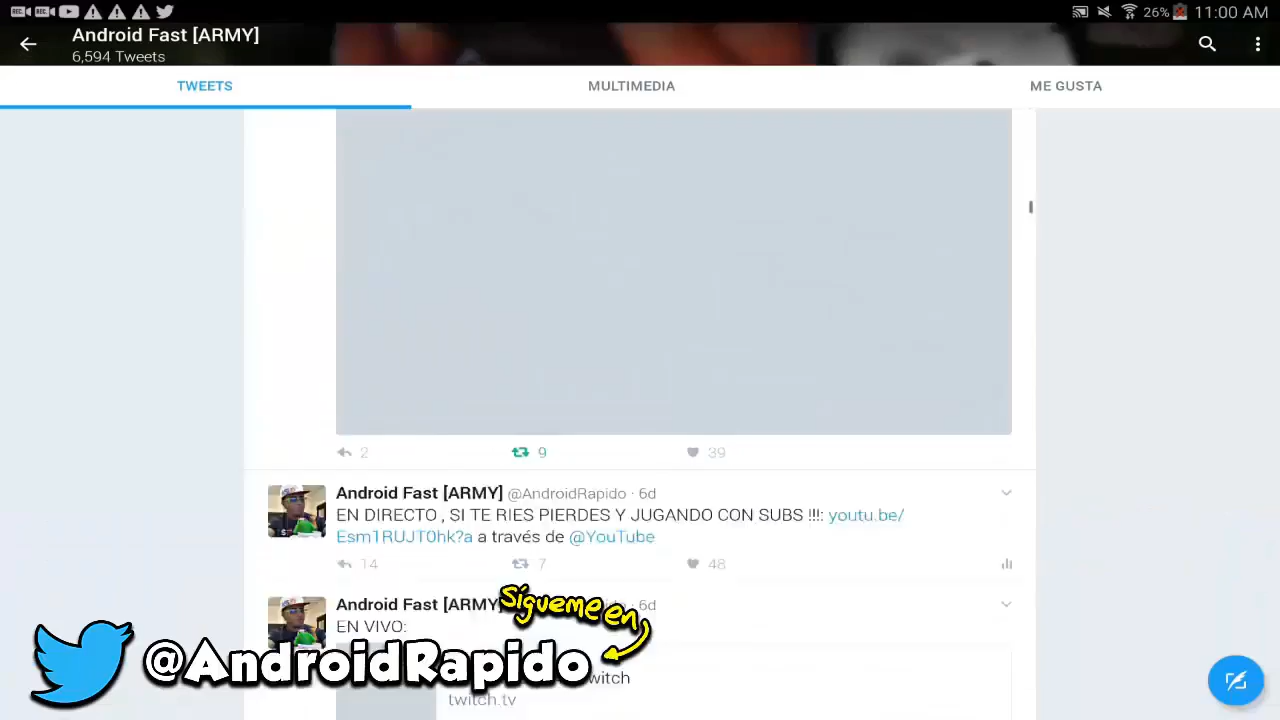 26% 11:00 AM
Android Fast [ARMY]
6,594 Tweets
TWEETS MULTIMEDIA ME GUSTA
2 9 39
Android Fast [ARMY] @AndroidRapido · 6d
EN DIRECTO , SI TE RIES PIERDES Y JUGANDO CON SUBS !!!: youtu.be/
Esm1RUJT0hk?a a través de @YouTube
14 7 48
Android Fast [ARMY] · 6d
Sígueme en
EN VIVO:
@AndroidRapido
twitch.tv